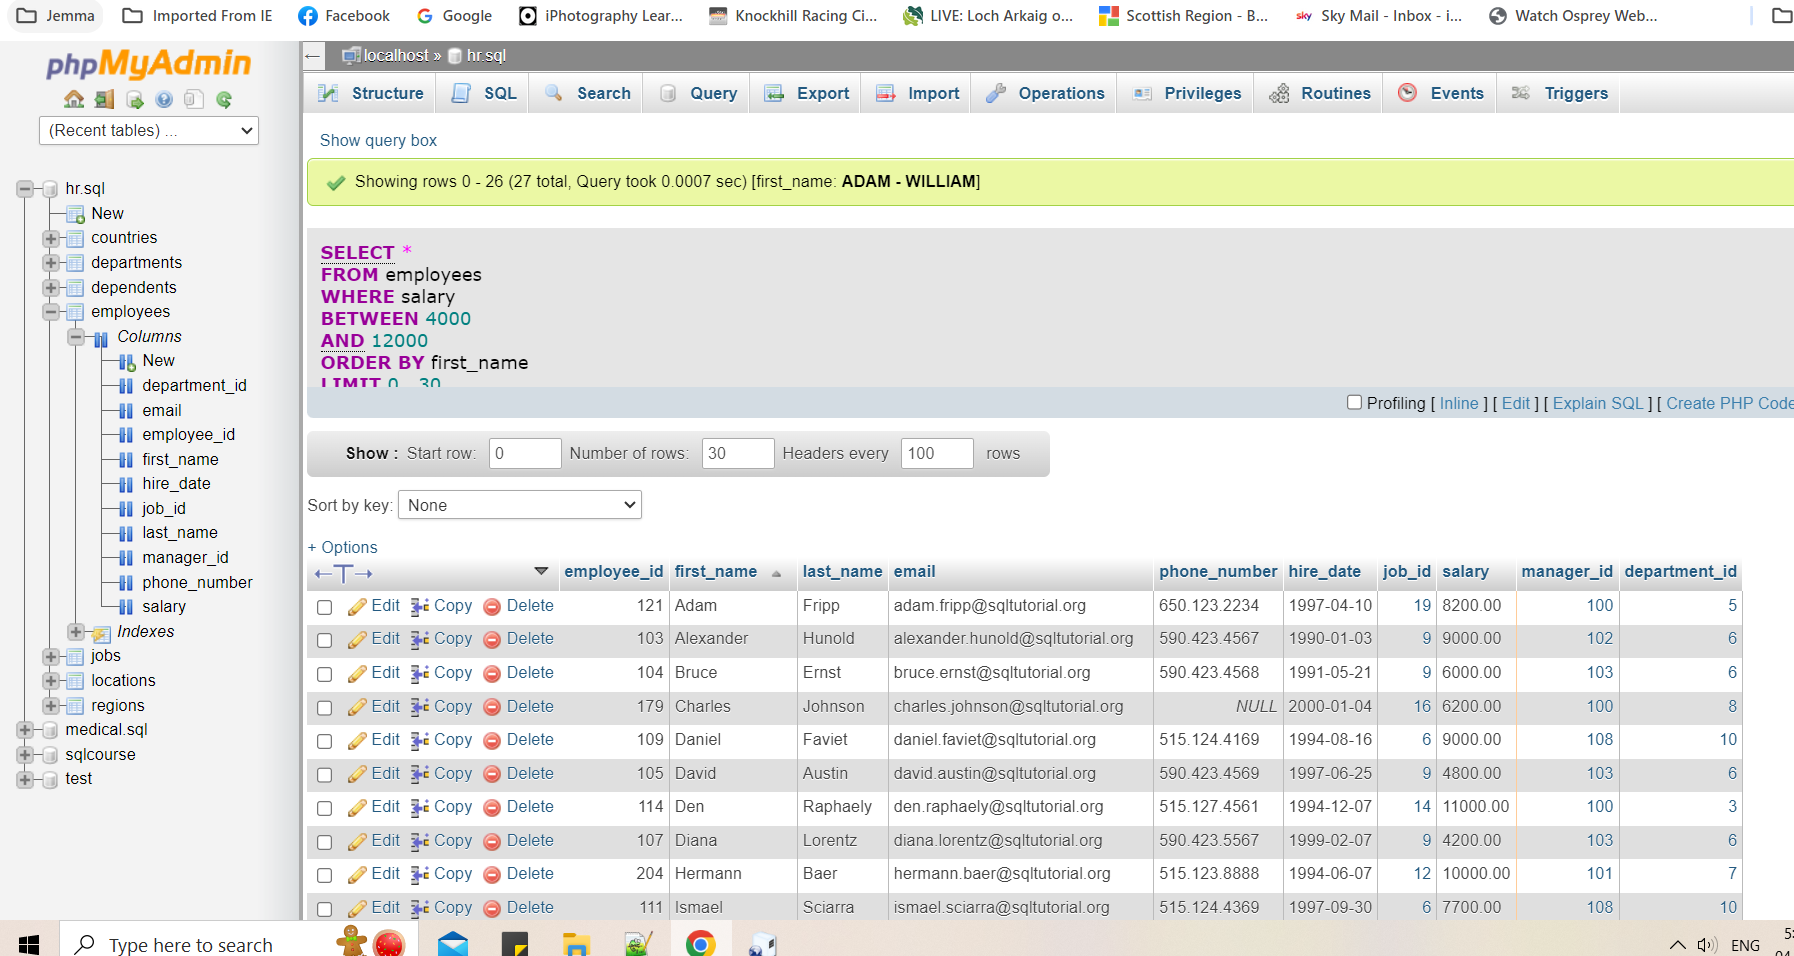 Jemma Imported From IE Facebook Google iPhotography Lear... Knockhill Racing Ci... LIVE: Loch Arkaig o... Scottish Region - B... sky Sky Mail - Inbox - i... Watch Osprey Web...
phpMyAdmin
(Recent tables) ...
hr.sql
New
countries
departments
dependents
employees
Columns
New
department_id
email
employee_id
first_name
hire_date
job_id
last_name
manager_id
phone_number
salary
Indexes
jobs
locations
regions
medical.sql
sqlcourse
test
localhost » hr.sql
Structure SQL Search Query Export Import Operations Privileges Routines Events Triggers
Show query box
Showing rows 0 - 26 (27 total, Query took 0.0007 sec) [first_name: ADAM - WILLIAM]
SELECT *
FROM employees
WHERE salary
BETWEEN 4000
AND 12000
ORDER BY first_name
LIMIT 0 , 30
Profiling [ Inline ] [ Edit ] [ Explain SQL ] [ Create PHP Code
Show : Start row: 0 Number of rows: 30 Headers every 100 rows
Sort by key: None
+ Options
employee_id first_name last_name email phone_number hire_date job_id salary manager_id department_id
Edit Copy Delete 121 Adam Fripp adam.fripp@sqltutorial.org 650.123.2234 1997-04-10 19 8200.00 100 5
Edit Copy Delete 103 Alexander Hunold alexander.hunold@sqltutorial.org 590.423.4567 1990-01-03 9 9000.00 102 6
Edit Copy Delete 104 Bruce Ernst bruce.ernst@sqltutorial.org 590.423.4568 1991-05-21 9 6000.00 103 6
Edit Copy Delete 179 Charles Johnson charles.johnson@sqltutorial.org NULL 2000-01-04 16 6200.00 100 8
Edit Copy Delete 109 Daniel Faviet daniel.faviet@sqltutorial.org 515.124.4169 1994-08-16 6 9000.00 108 10
Edit Copy Delete 105 David Austin david.austin@sqltutorial.org 590.423.4569 1997-06-25 9 4800.00 103 6
Edit Copy Delete 114 Den Raphaely den.raphaely@sqltutorial.org 515.127.4561 1994-12-07 14 11000.00 100 3
Edit Copy Delete 107 Diana Lorentz diana.lorentz@sqltutorial.org 590.423.5567 1999-02-07 9 4200.00 103 6
Edit Copy Delete 204 Hermann Baer hermann.baer@sqltutorial.org 515.123.8888 1994-06-07 12 10000.00 101 7
Edit Copy Delete 111 Ismael Sciarra ismael.sciarra@sqltutorial.org 515.124.4369 1997-09-30 6 7700.00 108 10
Type here to search ENG